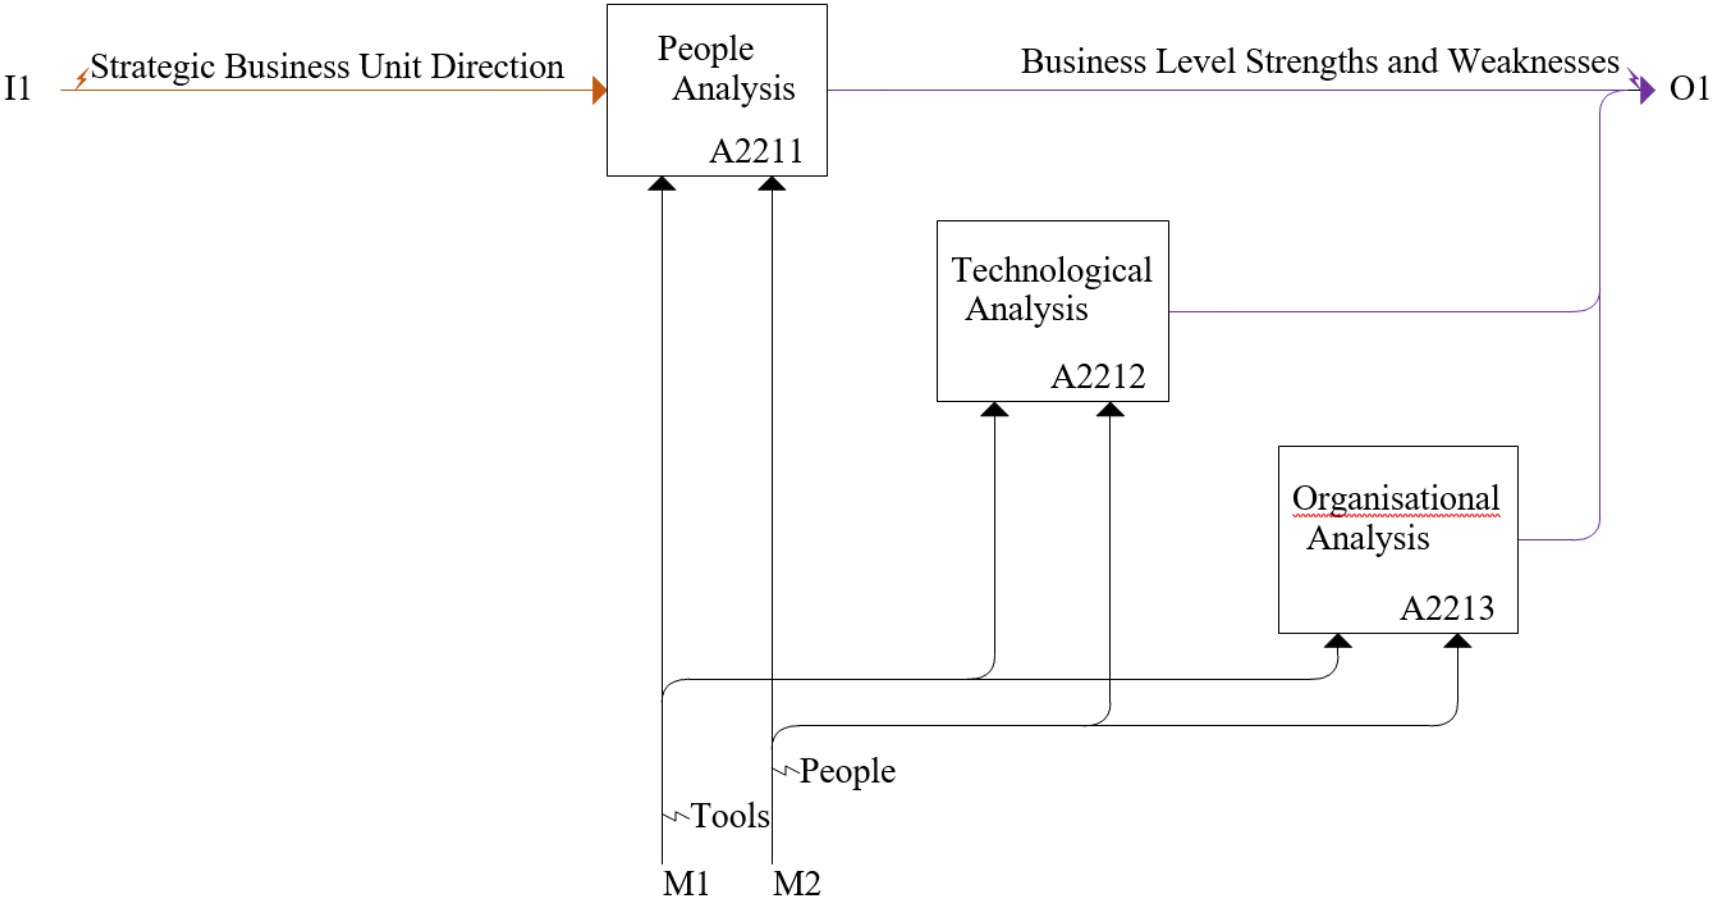 I1
Strategic Business Unit Direction
People
Analysis
A2211
Business Level Strengths and Weaknesses
O1
Technological
Analysis
A2212
Organisational
Analysis
A2213
People
Tools
M1
M2